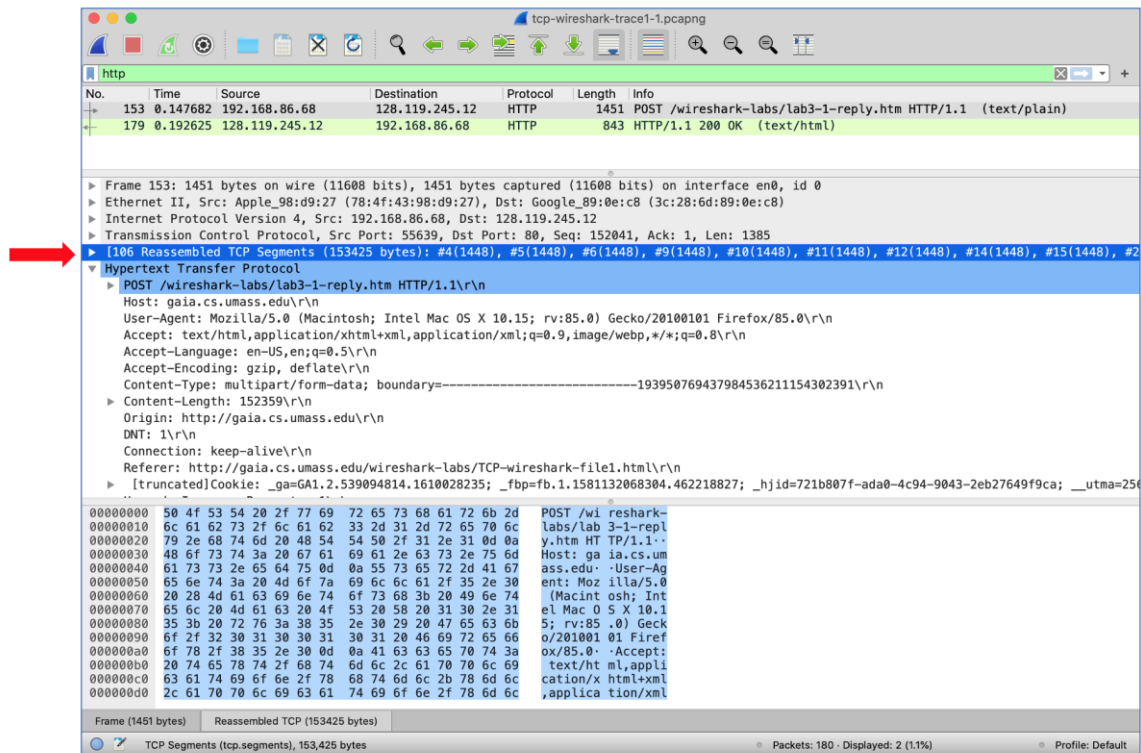 tcp-wireshark-trace1-1.pcapng
http
+
No. Time Source Destination Protocol Length Info
153 0.147682 192.168.86.68 128.119.245.12 HTTP 1451 POST /wireshark-labs/lab3-1-reply.htm HTTP/1.1 (text/plain)
179 0.192625 128.119.245.12 192.168.86.68 HTTP 843 HTTP/1.1 200 OK (text/html)
Frame 153: 1451 bytes on wire (11608 bits), 1451 bytes captured (11608 bits) on interface en0, id 0
Ethernet II, Src: Apple_98:d9:27 (78:4f:43:98:d9:27), Dst: Google_89:0e:c8 (3c:28:6d:89:0e:c8)
Internet Protocol Version 4, Src: 192.168.86.68, Dst: 128.119.245.12
Transmission Control Protocol, Src Port: 55639, Dst Port: 80, Seq: 152041, Ack: 1, Len: 1385
[106 Reassembled TCP Segments (153425 bytes): #4(1448), #5(1448), #6(1448), #9(1448), #10(1448), #11(1448), #12(1448), #14(1448), #15(1448), #2
Hypertext Transfer Protocol
POST /wireshark-labs/lab3-1-reply.htm HTTP/1.1\r\n
Host: gaia.cs.umass.edu\r\n
User-Agent: Mozilla/5.0 (Macintosh; Intel Mac OS X 10.15; rv:85.0) Gecko/20100101 Firefox/85.0\r\n
Accept: text/html,application/xhtml+xml,application/xml;q=0.9,image/webp,*/*;q=0.8\r\n
Accept-Language: en-US,en;q=0.5\r\n
Accept-Encoding: gzip, deflate\r\n
Content-Type: multipart/form-data; boundary=---------------------------193950769437984536211154302391\r\n
Content-Length: 152359\r\n
Origin: http://gaia.cs.umass.edu\r\n
DNT: 1\r\n
Connection: keep-alive\r\n
Referer: http://gaia.cs.umass.edu/wireshark-labs/TCP-wireshark-file1.html\r\n
[truncated]Cookie: _ga=GA1.2.539094814.1610028235; _fbp=fb.1.1581132068304.462218827; _hjid=721b807f-ada0-4c94-9043-2eb27649f9ca; __utma=256
00000000 50 4f 53 54 20 2f 77 69 72 65 73 68 61 72 6b 2d POST /wi reshark-
00000010 6c 61 62 73 2f 6c 61 62 33 2d 31 2d 72 65 70 6c labs/lab 3-1-repl
00000020 79 2e 68 74 6d 20 48 54 54 50 2f 31 2e 31 0d 0a y.htm HT TP/1.1··
00000030 48 6f 73 74 3a 20 67 61 69 61 2e 63 73 2e 75 6d Host: ga ia.cs.um
00000040 61 73 73 2e 65 64 75 0d 0a 55 73 65 72 2d 41 67 ass.edu· ·User-Ag
00000050 65 6e 74 3a 20 4d 6f 7a 69 6c 6c 61 2f 35 2e 30 ent: Moz illa/5.0
00000060 20 28 4d 61 63 69 6e 74 6f 73 68 3b 20 49 6e 74 (Macint osh; Int
00000070 65 6c 20 4d 61 63 20 4f 53 20 58 20 31 30 2e 31 el Mac O S X 10.1
00000080 35 3b 20 72 76 3a 38 35 2e 30 29 20 47 65 63 6b 5; rv:85 .0) Geck
00000090 6f 2f 32 30 31 30 30 31 30 31 20 46 69 72 65 66 o/201001 01 Firef
000000a0 6f 78 2f 38 35 2e 30 0d 0a 41 63 63 65 70 74 3a ox/85.0· ·Accept:
000000b0 20 74 65 78 74 2f 68 74 6d 6c 2c 61 70 70 6c 69 text/ht ml,appli
000000c0 63 61 74 69 6f 6e 2f 78 68 74 6d 6c 2b 78 6d 6c cation/x html+xml
000000d0 2c 61 70 70 6c 69 63 61 74 69 6f 6e 2f 78 6d 6c ,applica tion/xml
Frame (1451 bytes) Reassembled TCP (153425 bytes)
TCP Segments (tcp.segments), 153,425 bytes Packets: 180 · Displayed: 2 (1.1%) Profile: Default